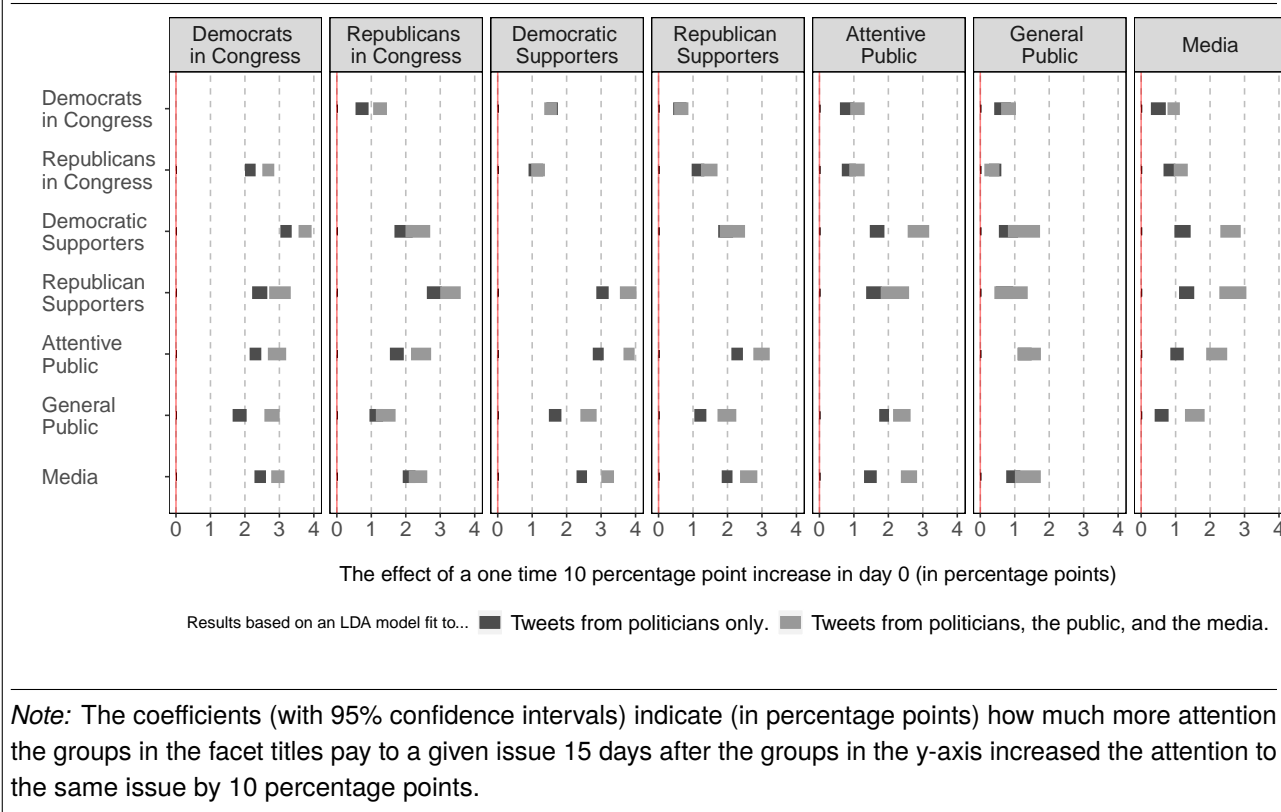 Democrats
in Congress
Republicans
in Congress
Democratic
Supporters
Republican
Supporters
Attentive
Public
General
Public
Media
Democrats
in Congress
Republicans
in Congress
Democratic
Supporters
Republican
Supporters
Attentive
Public
General
Public
Media
0 1 2 3 4 0 1 2 3 4 0 1 2 3 4 0 1 2 3 4 0 1 2 3 4 0 1 2 3 4 0 1 2 3 4
The effect of a one time 10 percentage point increase in day 0 (in percentage points)
Results based on an LDA model fit to... Tweets from politicians only. Tweets from politicians, the public, and the media.
Note: The coefficients (with 95% confidence intervals) indicate (in percentage points) how much more attention
the groups in the facet titles pay to a given issue 15 days after the groups in the y-axis increased the attention to
the same issue by 10 percentage points.